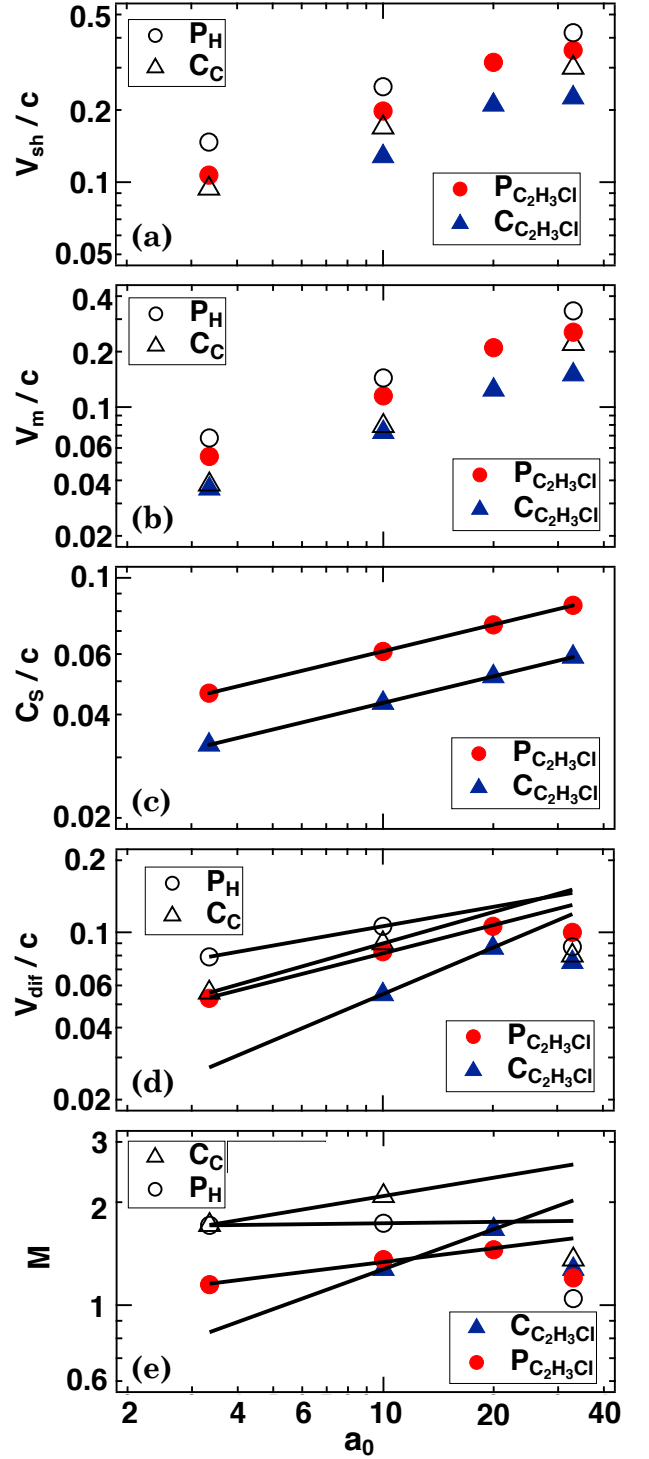 0.5
0.2
0.1
0.05
V_sh / c
P_H
C_C
P_C₂H₃Cl
C_C₂H₃Cl
(a)
0.4
0.2
0.1
0.06
0.04
0.02
V_m / c
P_H
C_C
P_C₂H₃Cl
C_C₂H₃Cl
(b)
0.1
0.06
0.04
0.02
C_S / c
P_C₂H₃Cl
C_C₂H₃Cl
(c)
0.2
0.1
0.06
0.04
0.02
V_dif / c
P_H
C_C
P_C₂H₃Cl
C_C₂H₃Cl
(d)
3
2
1
0.6
M
C_C
P_H
C_C₂H₃Cl
P_C₂H₃Cl
(e)
2 4 10 20 40
a₀